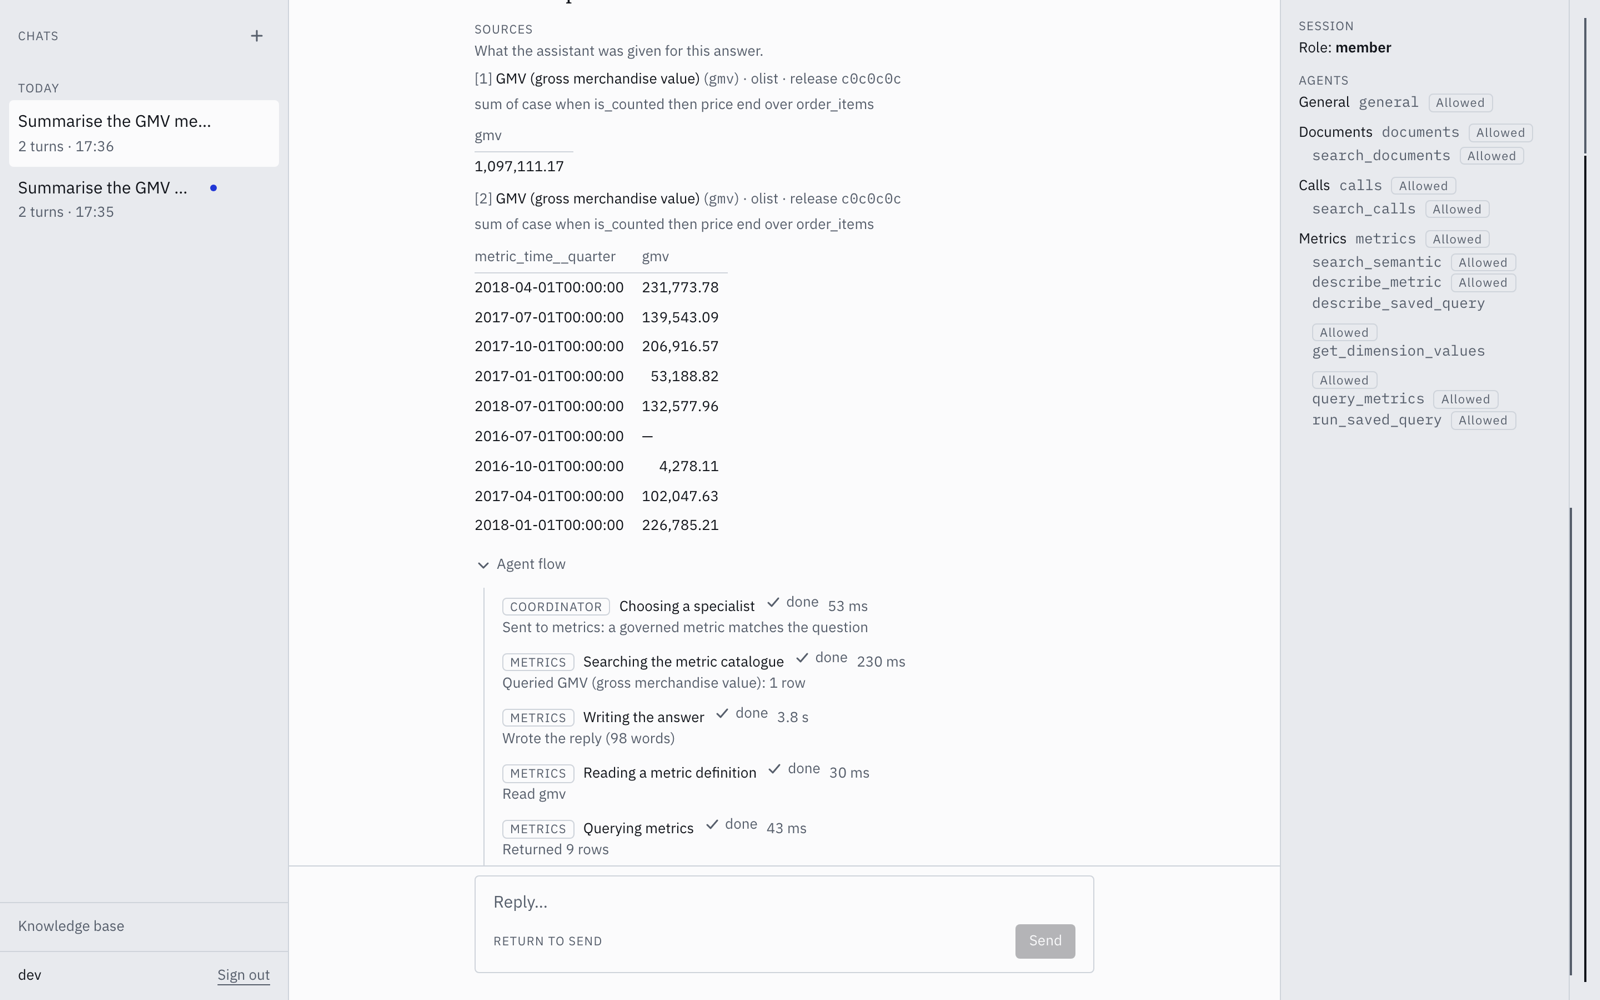 CHATS
TODAY
Summarise the GMV me...
2 turns · 17:36
Summarise the GMV ...
2 turns · 17:35
Knowledge base
dev
Sign out
SOURCES
What the assistant was given for this answer.
[1] GMV (gross merchandise value) (gmv) · olist · release c0c0c0c
sum of case when is_counted then price end over order_items
gmv
1,097,111.17
[2] GMV (gross merchandise value) (gmv) · olist · release c0c0c0c
sum of case when is_counted then price end over order_items
metric_time__quarter gmv
2018-04-01T00:00:00 231,773.78
2017-07-01T00:00:00 139,543.09
2017-10-01T00:00:00 206,916.57
2017-01-01T00:00:00 53,188.82
2018-07-01T00:00:00 132,577.96
2016-07-01T00:00:00 —
2016-10-01T00:00:00 4,278.11
2017-04-01T00:00:00 102,047.63
2018-01-01T00:00:00 226,785.21
Agent flow
COORDINATOR Choosing a specialist done 53 ms
Sent to metrics: a governed metric matches the question
METRICS Searching the metric catalogue done 230 ms
Queried GMV (gross merchandise value): 1 row
METRICS Writing the answer done 3.8 s
Wrote the reply (98 words)
METRICS Reading a metric definition done 30 ms
Read gmv
METRICS Querying metrics done 43 ms
Returned 9 rows
Reply...
RETURN TO SEND
Send
SESSION
Role: member
AGENTS
General general Allowed
Documents documents Allowed
search_documents Allowed
Calls calls Allowed
search_calls Allowed
Metrics metrics Allowed
search_semantic Allowed
describe_metric Allowed
describe_saved_query
Allowed
get_dimension_values
Allowed
query_metrics Allowed
run_saved_query Allowed